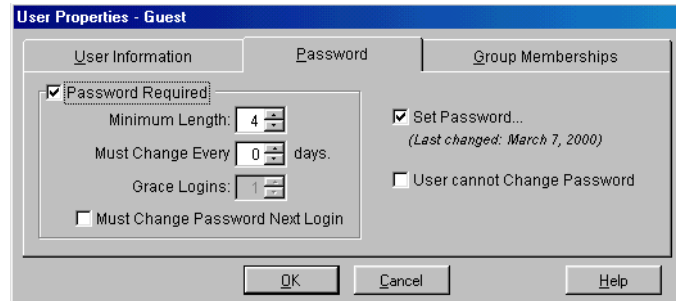 User Properties - Guest
User Information
Password
Group Memberships
Password Required
Minimum Length: 4
Must Change Every 0 days.
Grace Logins: 1
Must Change Password Next Login
Set Password...
(Last changed: March 7, 2000)
User cannot Change Password
OK
Cancel
Help